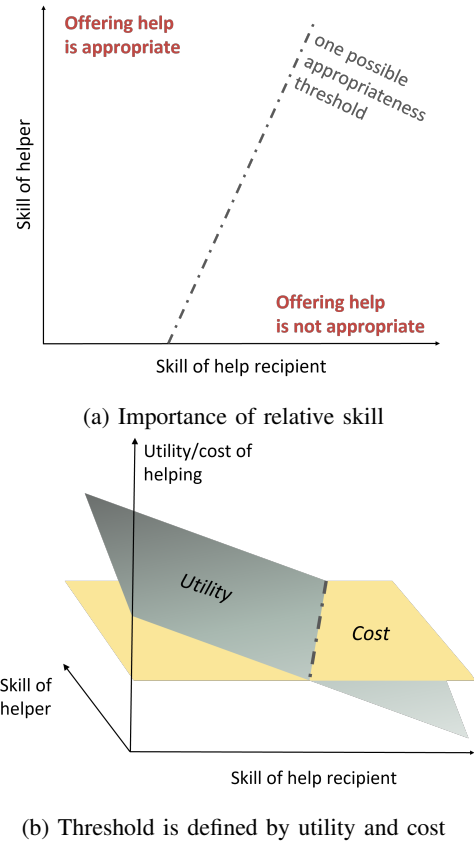 Offering help
is appropriate
one possible
appropriateness
threshold
Skill of helper
Offering help
is not appropriate
Skill of help recipient
(a) Importance of relative skill
Utility/cost of
helping
Utility
Cost
Skill of
helper
Skill of help recipient
(b) Threshold is defined by utility and cost